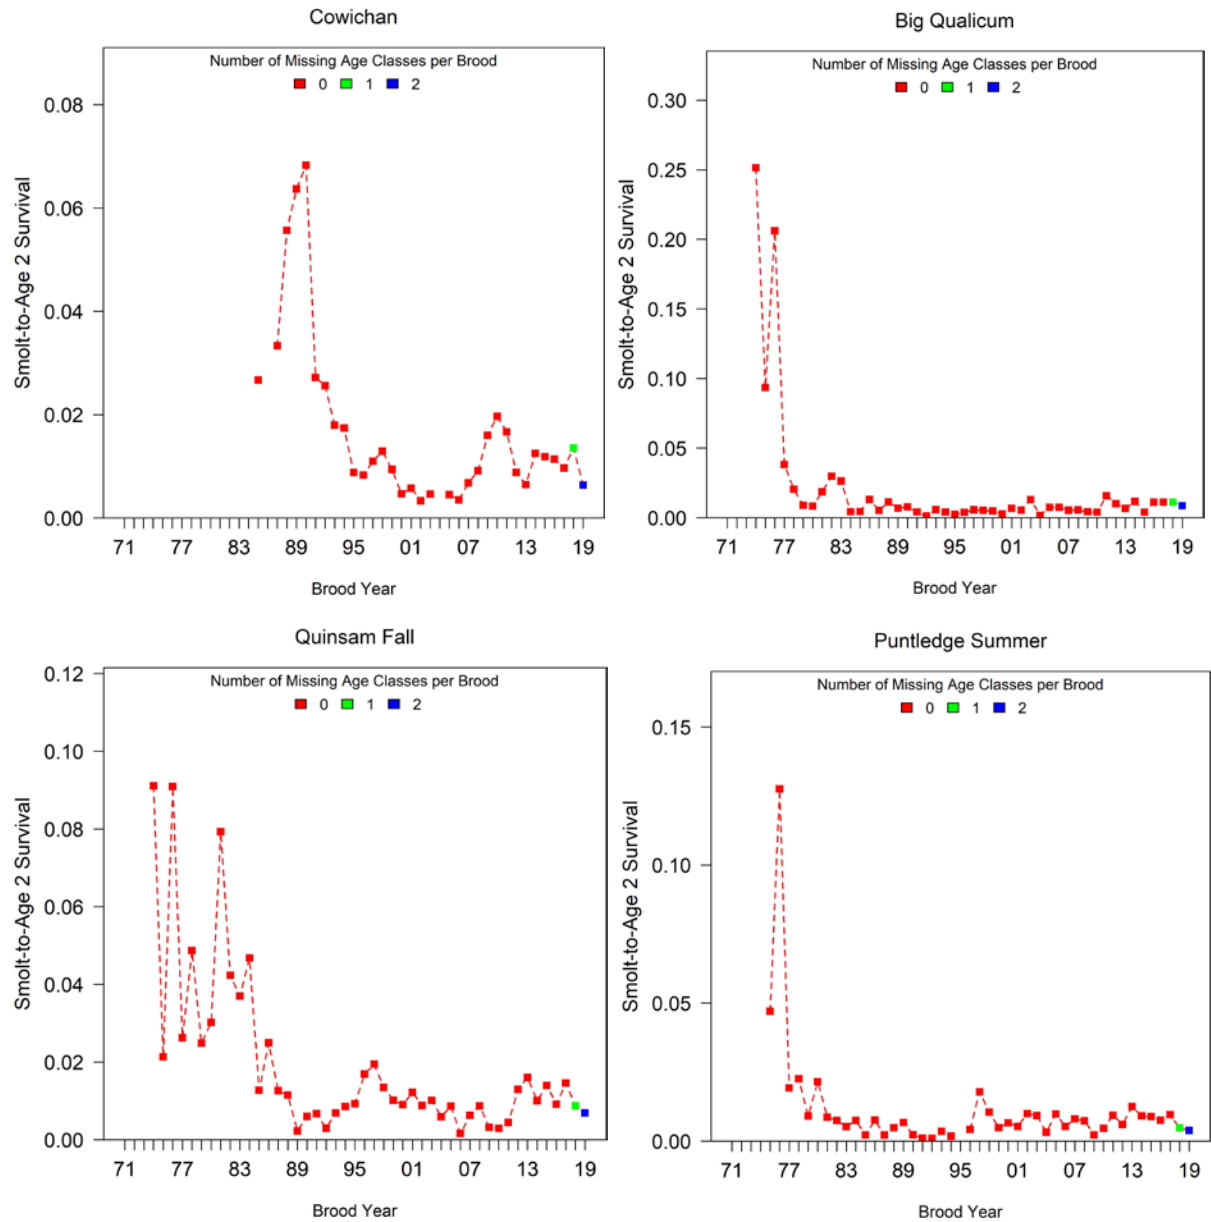 Cowichan
Number of Missing Age Classes per Brood
0 1 2
Smolt-to-Age 2 Survival
0.08
0.06
0.04
0.02
0.00
71 77 83 89 95 01 07 13 19
Brood Year
Big Qualicum
Number of Missing Age Classes per Brood
0 1 2
Smolt-to-Age 2 Survival
0.30
0.25
0.20
0.15
0.10
0.05
0.00
71 77 83 89 95 01 07 13 19
Brood Year
Quinsam Fall
Number of Missing Age Classes per Brood
0 1 2
Smolt-to-Age 2 Survival
0.12
0.10
0.08
0.06
0.04
0.02
0.00
71 77 83 89 95 01 07 13 19
Brood Year
Puntledge Summer
Number of Missing Age Classes per Brood
0 1 2
Smolt-to-Age 2 Survival
0.15
0.10
0.05
0.00
71 77 83 89 95 01 07 13 19
Brood Year